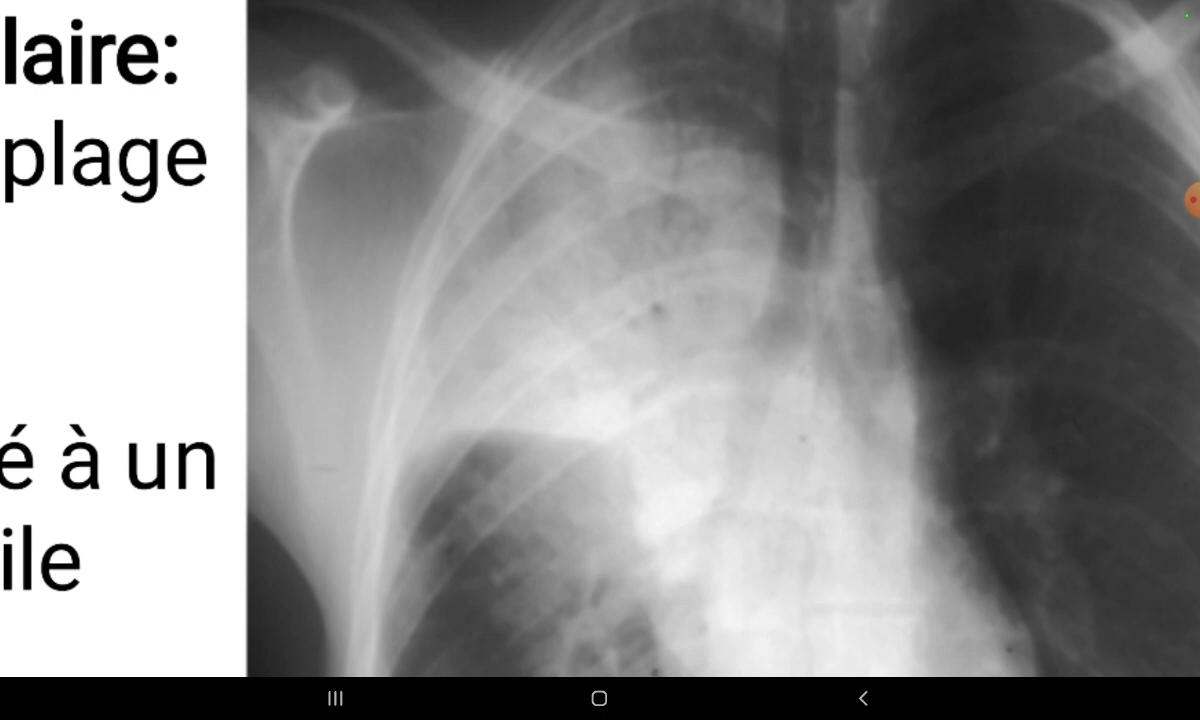 laire:
plage
é à un
ile